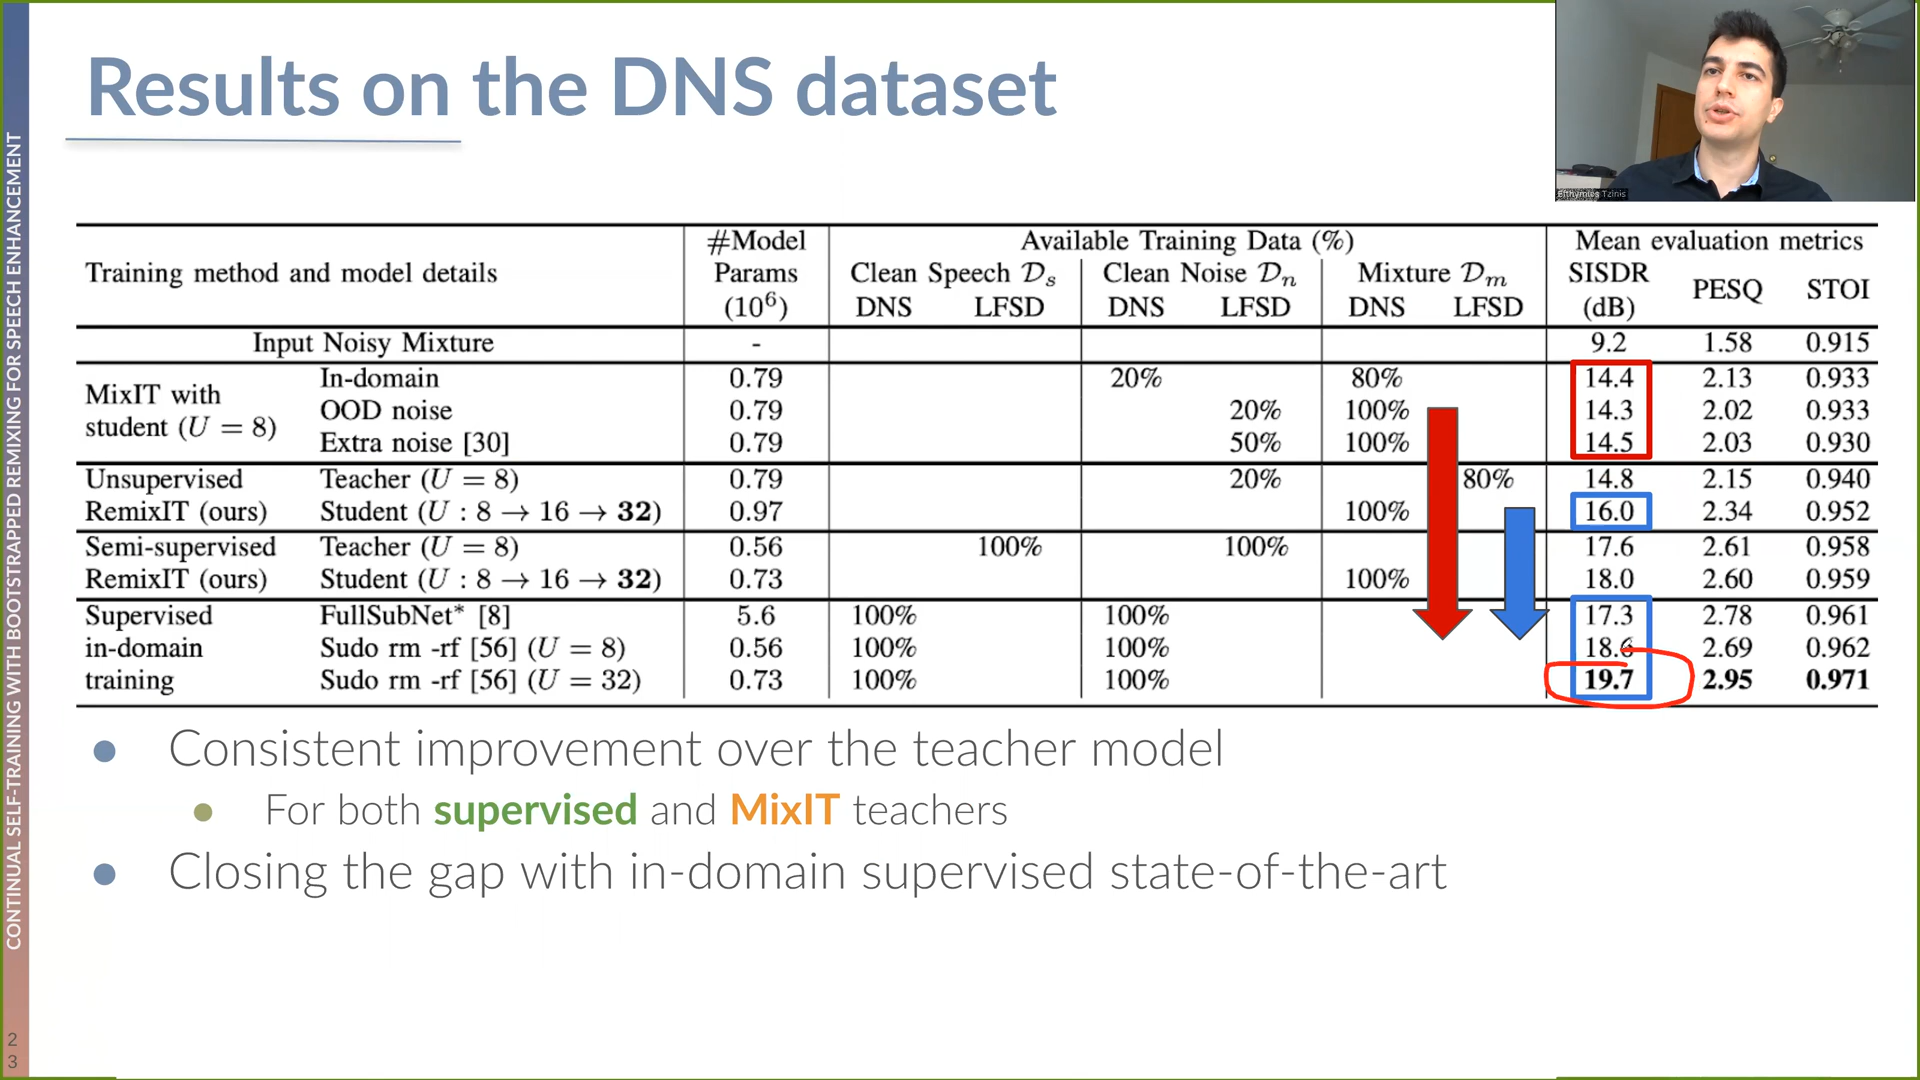 Results on the DNS dataset
Efthymios Tzinis
CONTINUAL SELF-TRAINING WITH BOOTSTRAPPED REMIXING FOR SPEECH ENHANCEMENT
Training method and model details #Model Params (10⁶) Available Training Data (%) Mean evaluation metrics
Clean Speech 𝒟ₛ Clean Noise 𝒟ₙ Mixture 𝒟ₘ SISDR (dB) PESQ STOI
DNS LFSD DNS LFSD DNS LFSD
Input Noisy Mixture - 9.2 1.58 0.915
MixIT with student (U = 8) In-domain 0.79 20% 80% 14.4 2.13 0.933
OOD noise 0.79 20% 100% 14.3 2.02 0.933
Extra noise [30] 0.79 50% 100% 14.5 2.03 0.930
Unsupervised Teacher (U = 8) 0.79 20% 80% 14.8 2.15 0.940
RemixIT (ours) Student (U : 8 → 16 → 32) 0.97 100% 16.0 2.34 0.952
Semi-supervised Teacher (U = 8) 0.56 100% 100% 17.6 2.61 0.958
RemixIT (ours) Student (U : 8 → 16 → 32) 0.73 100% 18.0 2.60 0.959
Supervised FullSubNet* [8] 5.6 100% 100% 17.3 2.78 0.961
in-domain Sudo rm -rf [56] (U = 8) 0.56 100% 100% 18.6 2.69 0.962
training Sudo rm -rf [56] (U = 32) 0.73 100% 100% 19.7 2.95 0.971
● Consistent improvement over the teacher model
● For both supervised and MixIT teachers
● Closing the gap with in-domain supervised state-of-the-art
2
3